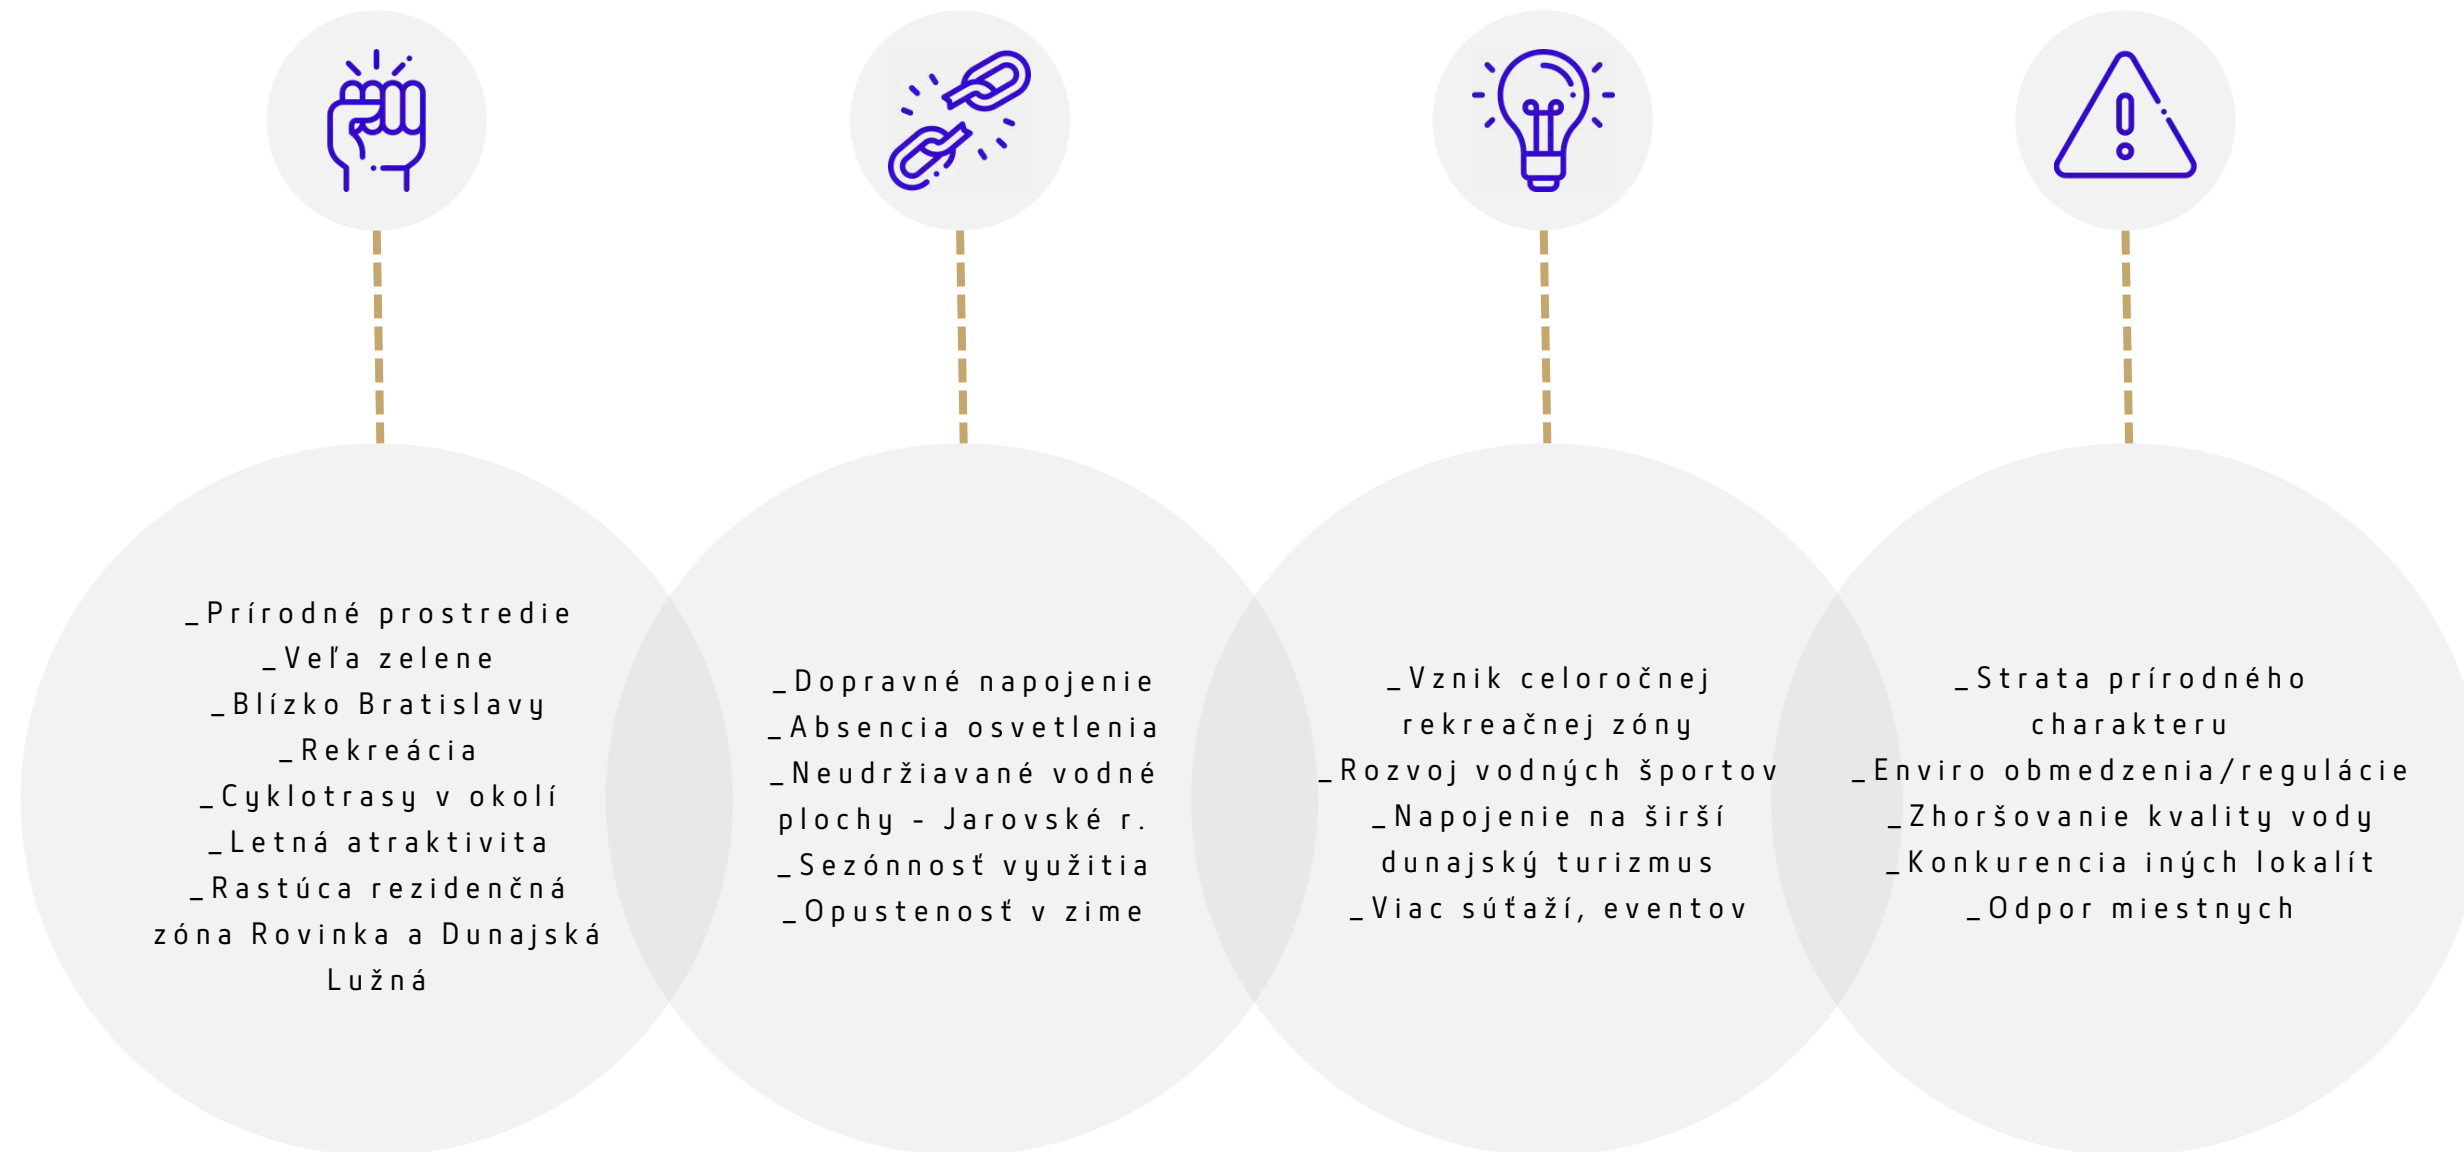 _Prírodné prostredie
_Veľa zelene
_Blízko Bratislavy
_Rekreácia
_Cyklotrasy v okolí
_Letná atraktivita
_Rastúca rezidenčná
zóna Rovinka a Dunajská
Lužná
_Dopravné napojenie
_Absencia osvetlenia
_Neudržiavané vodné
plochy - Jarovské r.
_Sezónnosť využitia
_Opustenosť v zime
_Vznik celoročnej
rekreačnej zóny
_Rozvoj vodných športov
_Napojenie na širší
dunajský turizmus
_Viac súťaží, eventov
_Strata prírodného
charakteru
_Enviro obmedzenia/regulácie
_Zhoršovanie kvality vody
_Konkurencia iných lokalít
_Odpor miestnych